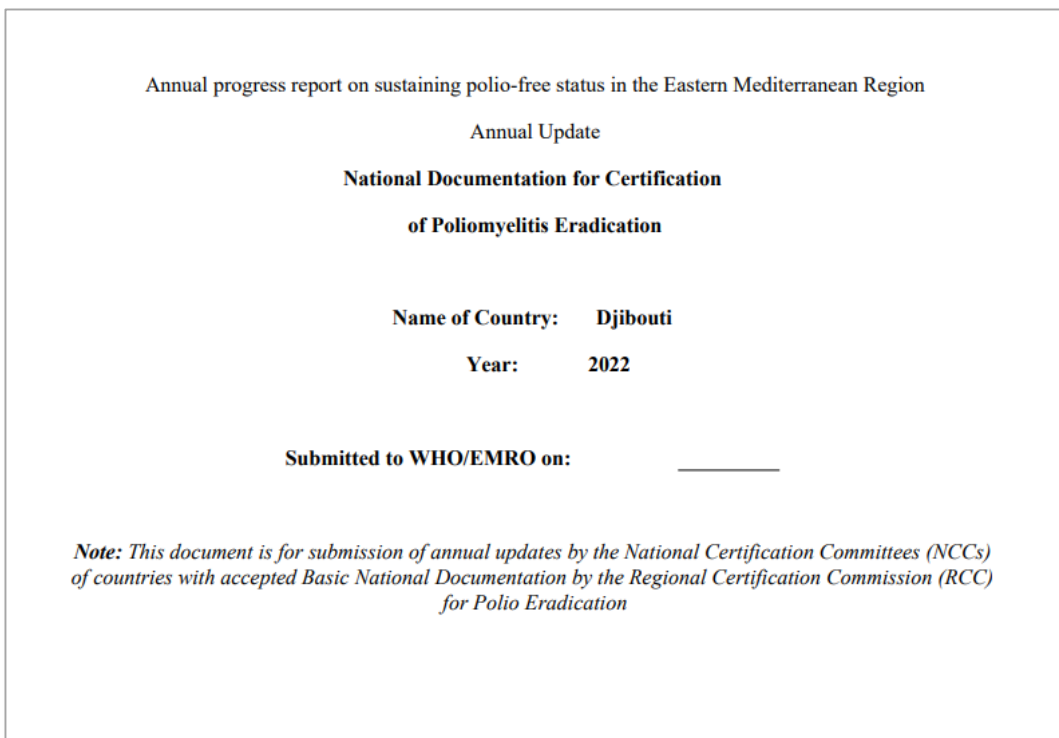 Annual progress report on sustaining polio-free status in the Eastern Mediterranean Region
Annual Update
National Documentation for Certification
of Poliomyelitis Eradication
Name of Country: Djibouti
Year: 2022
Submitted to WHO/EMRO on: __________
Note: This document is for submission of annual updates by the National Certification Committees (NCCs)
of countries with accepted Basic National Documentation by the Regional Certification Commission (RCC)
for Polio Eradication